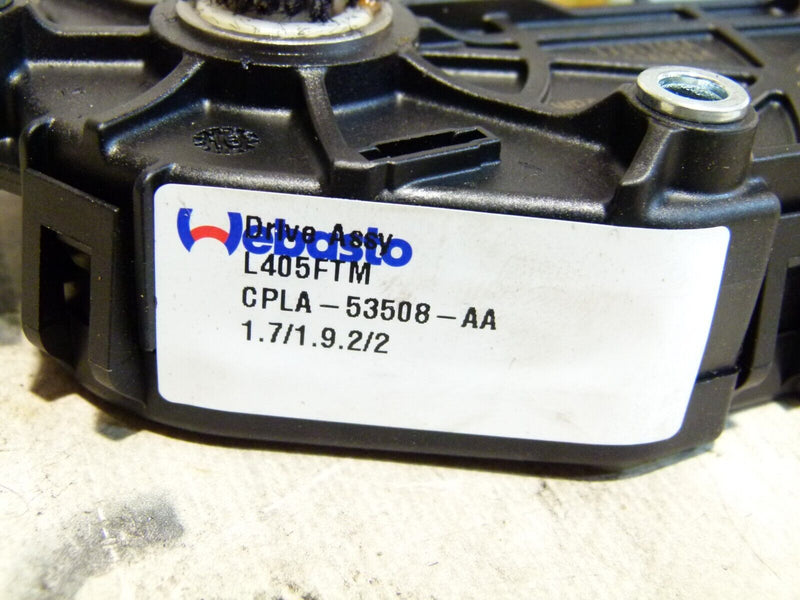 Webasto
Drive Assy
L405FTM
CPLA-53508-AA
1.7/1.9.2/2